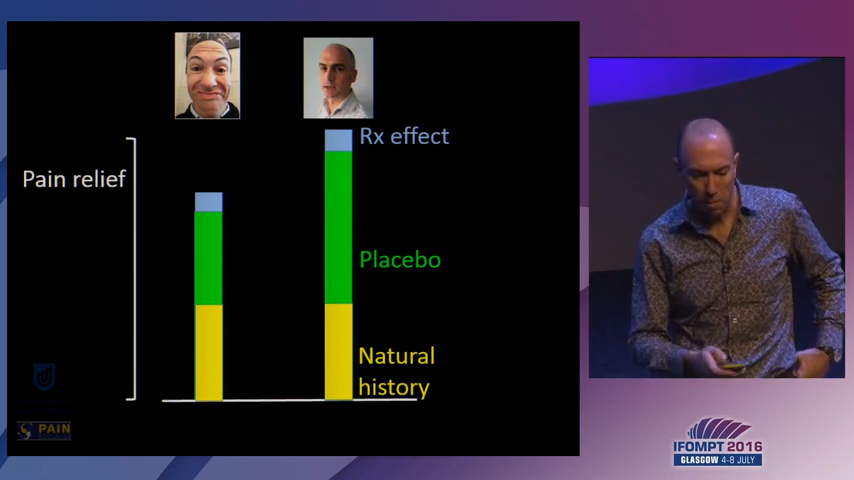 Rx effect
Pain relief
Placebo
Natural
history
PAIN
IFOMPT 2016
GLASGOW 4-8 JULY